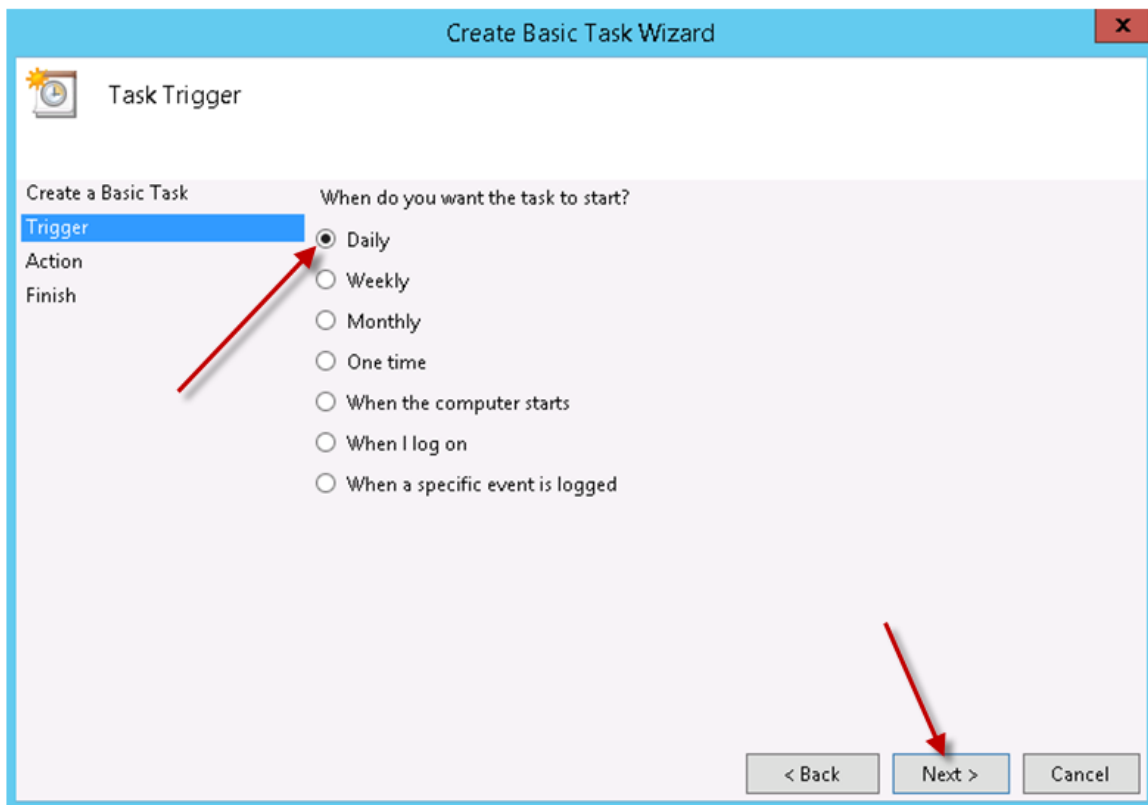 Create Basic Task Wizard
x
Task Trigger
Create a Basic Task
Trigger
Action
Finish
When do you want the task to start?
Daily
Weekly
Monthly
One time
When the computer starts
When I log on
When a specific event is logged
< Back
Next >
Cancel